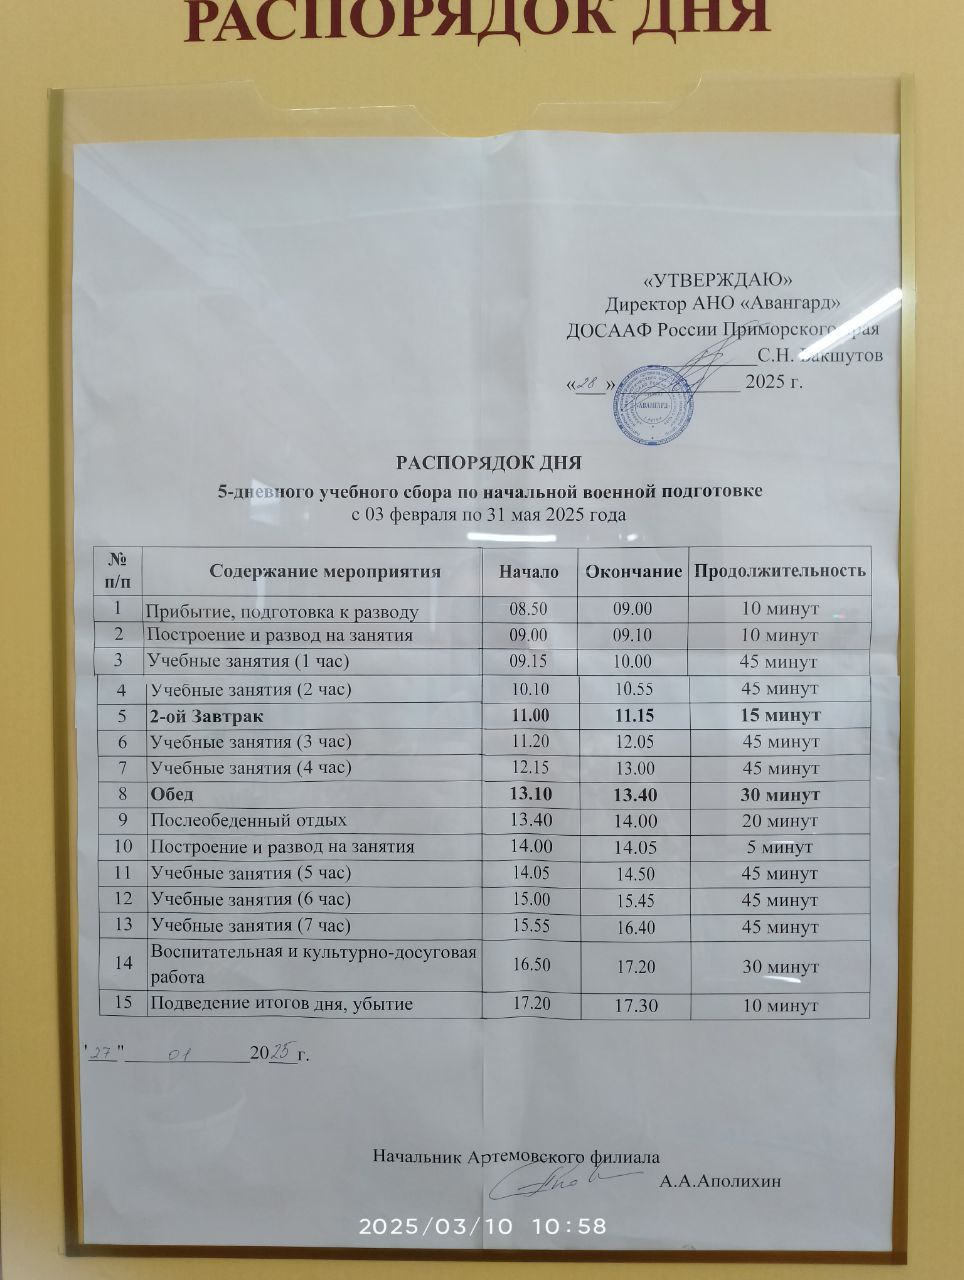 РАСПОРЯДОК ДНЯ
«УТВЕРЖДАЮ»
Директор АНО «Авангард»
ДОСААФ России Приморского края
С.Н. Бакшутов
«28» 2025 г.
АВАНГАРД
РАСПОРЯДОК ДНЯ
5-дневного учебного сбора по начальной военной подготовке
с 03 февраля по 31 мая 2025 года
№ п/п Содержание мероприятия Начало Окончание Продолжительность
1 Прибытие, подготовка к разводу 08.50 09.00 10 минут
2 Построение и развод на занятия 09.00 09.10 10 минут
3 Учебные занятия (1 час) 09.15 10.00 45 минут
4 Учебные занятия (2 час) 10.10 10.55 45 минут
5 2-ой Завтрак 11.00 11.15 15 минут
6 Учебные занятия (3 час) 11.20 12.05 45 минут
7 Учебные занятия (4 час) 12.15 13.00 45 минут
8 Обед 13.10 13.40 30 минут
9 Послеобеденный отдых 13.40 14.00 20 минут
10 Построение и развод на занятия 14.00 14.05 5 минут
11 Учебные занятия (5 час) 14.05 14.50 45 минут
12 Учебные занятия (6 час) 15.00 15.45 45 минут
13 Учебные занятия (7 час) 15.55 16.40 45 минут
14 Воспитательная и культурно-досуговая работа 16.50 17.20 30 минут
15 Подведение итогов дня, убытие 17.20 17.30 10 минут
"27" 01 2025 г.
Начальник Артемовского филиала
А.А.Аполихин
2025/03/10 10:58